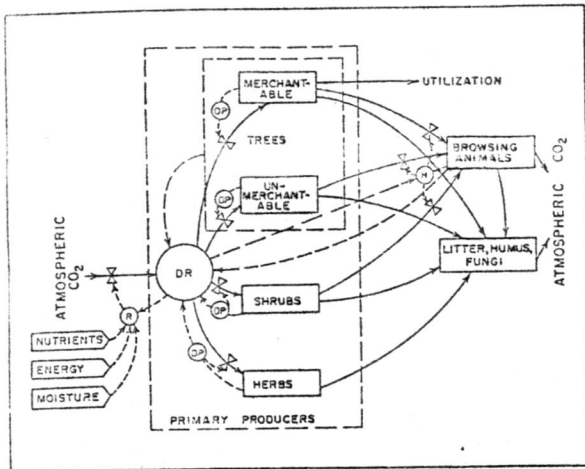 MERCHANT-
ABLE
UTILIZATION
DP
TREES
BROWSING
ANIMALS
H
UN-
MERCHANT-
ABLE
DP
ATMOSPHERIC CO2
LITTER, HUMUS,
FUNGI
ATMOSPHERIC
CO2
DR
SHRUBS
DP
R
NUTRIENTS
ENERGY
MOISTURE
DP
HERBS
PRIMARY PRODUCERS